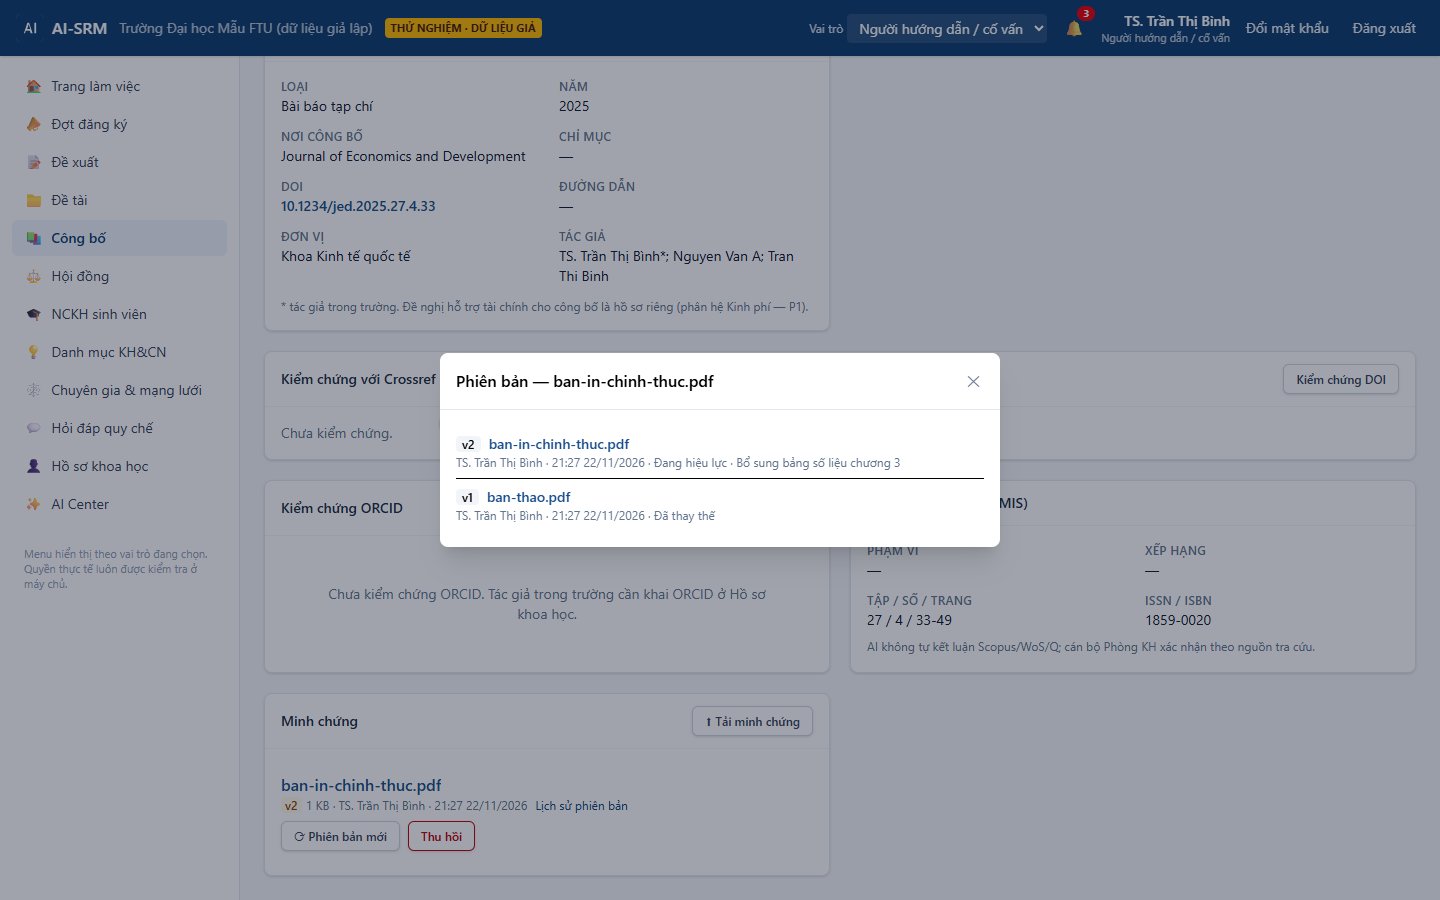 AI AI-SRM Trường Đại học Mẫu FTU (dữ liệu giả lập) THỬ NGHIỆM · DỮ LIỆU GIẢ Vai trò Người hướng dẫn / cố vấn 3 TS. Trần Thị Bình Đổi mật khẩu Đăng xuất
Người hướng dẫn / cố vấn
Trang làm việc
Đợt đăng ký
Đề xuất
Đề tài
Công bố
Hội đồng
NCKH sinh viên
Danh mục KH&CN
Chuyên gia & mạng lưới
Hỏi đáp quy chế
Hồ sơ khoa học
AI Center
Menu hiển thị theo vai trò đang chọn.
Quyền thực tế luôn được kiểm tra ở
máy chủ.
LOẠI
Bài báo tạp chí
NĂM
2025
NƠI CÔNG BỐ
Journal of Economics and Development
CHỈ MỤC
—
DOI
10.1234/jed.2025.27.4.33
ĐƯỜNG DẪN
—
ĐƠN VỊ
Khoa Kinh tế quốc tế
TÁC GIẢ
TS. Trần Thị Bình*; Nguyen Van A; Tran
Thi Binh
* tác giả trong trường. Đề nghị hỗ trợ tài chính cho công bố là hồ sơ riêng (phân hệ Kinh phí — P1).
Kiểm chứng với Crossref
Kiểm chứng DOI
Chưa kiểm chứng.
Phiên bản — ban-in-chinh-thuc.pdf
v2 ban-in-chinh-thuc.pdf
TS. Trần Thị Bình · 21:27 22/11/2026 · Đang hiệu lực · Bổ sung bảng số liệu chương 3
v1 ban-thao.pdf
TS. Trần Thị Bình · 21:27 22/11/2026 · Đã thay thế
Kiểm chứng ORCID
Chưa kiểm chứng ORCID. Tác giả trong trường cần khai ORCID ở Hồ sơ
khoa học.
MIS)
PHẠM VI
—
XẾP HẠNG
—
TẬP / SỐ / TRANG
27 / 4 / 33-49
ISSN / ISBN
1859-0020
AI không tự kết luận Scopus/WoS/Q; cán bộ Phòng KH xác nhận theo nguồn tra cứu.
Minh chứng
⬆ Tải minh chứng
ban-in-chinh-thuc.pdf
v2 1 KB · TS. Trần Thị Bình · 21:27 22/11/2026 Lịch sử phiên bản
⟳ Phiên bản mới
Thu hồi